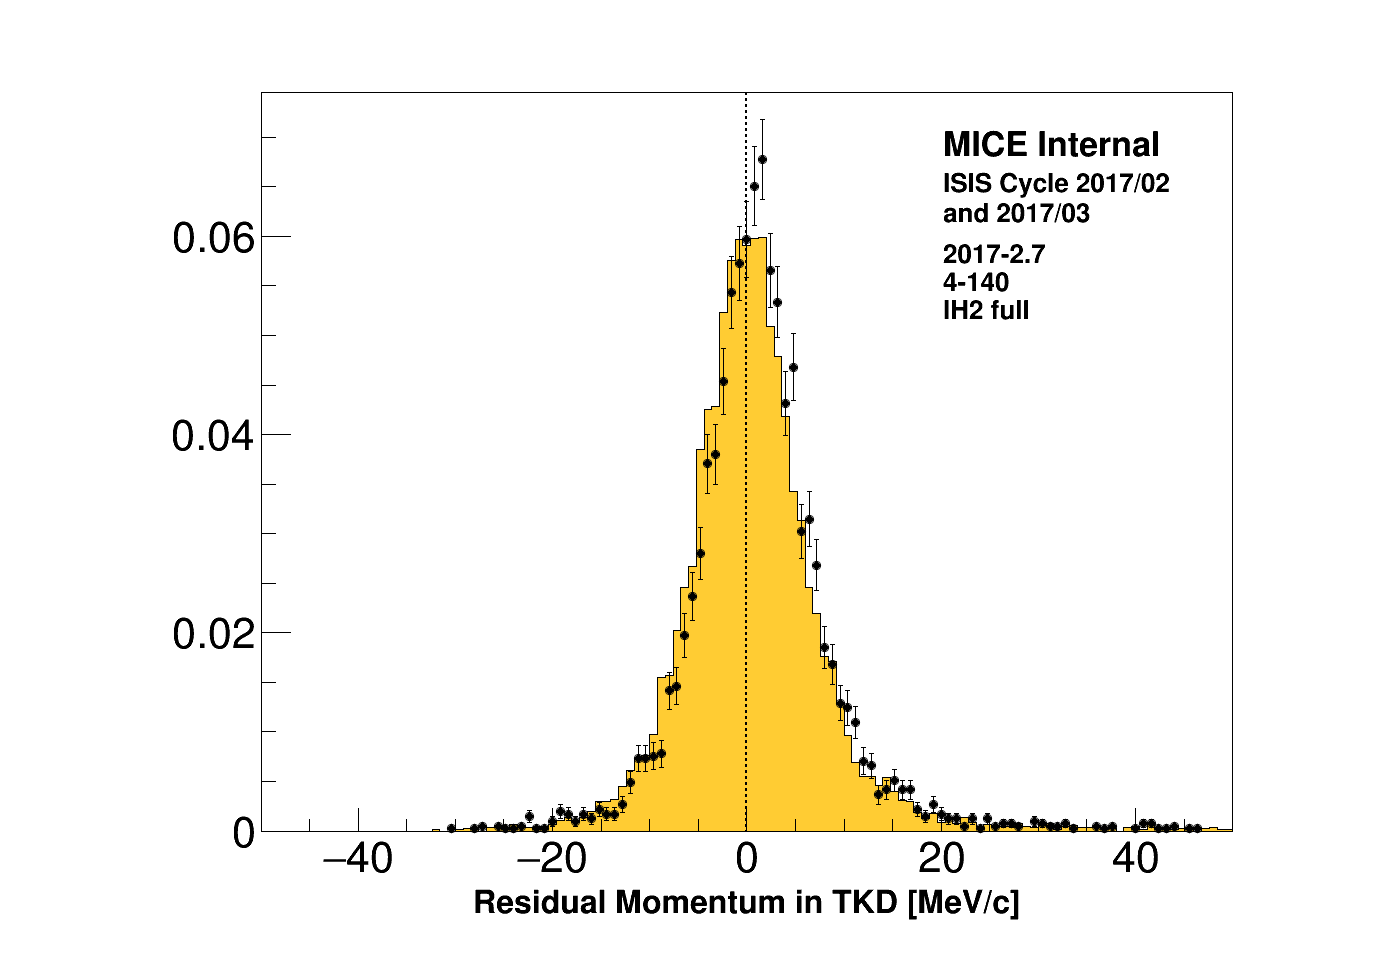 MICE Internal
ISIS Cycle 2017/02
and 2017/03
2017-2.7
4-140
IH2 full
0.06
0.04
0.02
0
−40 −20 0 20 40
Residual Momentum in TKD [MeV/c]